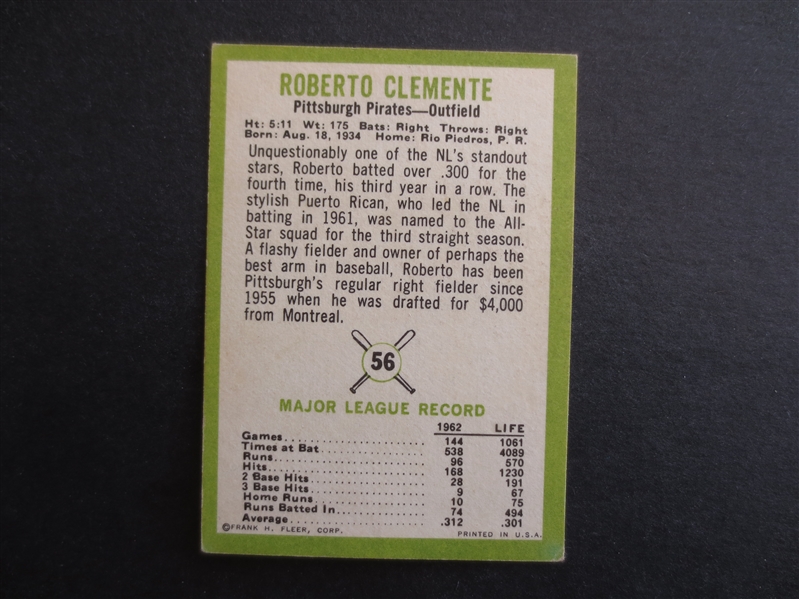 ROBERTO CLEMENTE
Pittsburgh Pirates—Outfield
Ht: 5:11 Wt: 175 Bats: Right Throws: Right
Born: Aug. 18, 1934 Home: Rio Piedros, P. R.
Unquestionably one of the NL's standout
stars, Roberto batted over .300 for the
fourth time, his third year in a row. The
stylish Puerto Rican, who led the NL in
batting in 1961, was named to the All-
Star squad for the third straight season.
A flashy fielder and owner of perhaps the
best arm in baseball, Roberto has been
Pittsburgh's regular right fielder since
1955 when he was drafted for $4,000
from Montreal.
56
MAJOR LEAGUE RECORD
1962 LIFE
Games 144 1061
Times at Bat 538 4089
Runs 96 570
Hits 168 1230
2 Base Hits 28 191
3 Base Hits 9 67
Home Runs 10 75
Runs Batted In 74 494
Average .312 .301
©FRANK H. FLEER, CORP. PRINTED IN U.S.A.